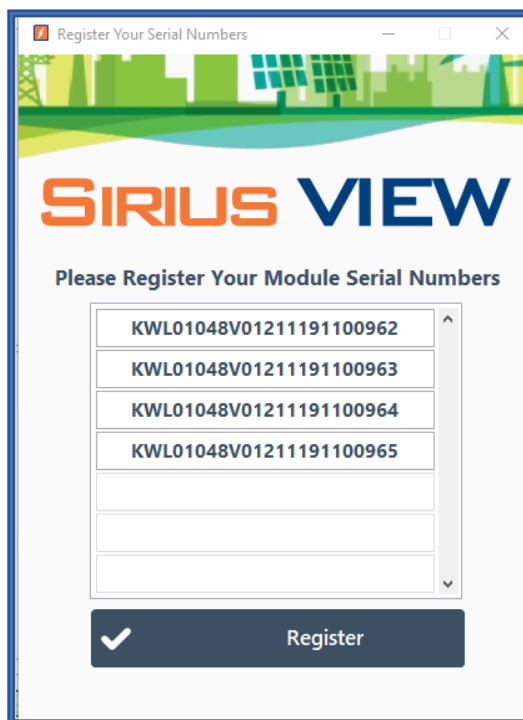 Register Your Serial Numbers
SIRIUS VIEW
Please Register Your Module Serial Numbers
KWL01048V01211191100962
KWL01048V01211191100963
KWL01048V01211191100964
KWL01048V01211191100965
Register